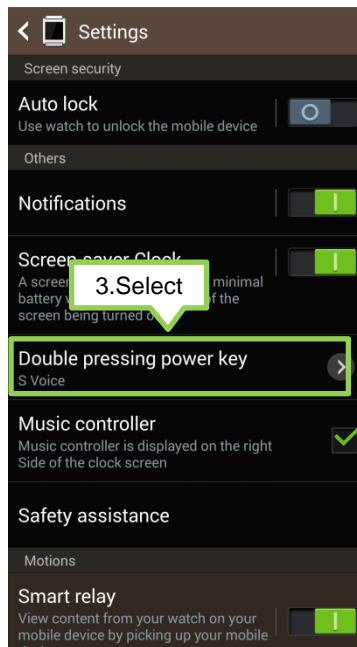 Settings
Screen security
Auto lock
Use watch to unlock the mobile device
Others
Notifications
Screen saver Clock
A screen minimal
battery of the
screen being turned
3.Select
Double pressing power key
S Voice
Music controller
Music controller is displayed on the right
Side of the clock screen
Safety assistance
Motions
Smart relay
View content from your watch on your
mobile device by picking up your mobile